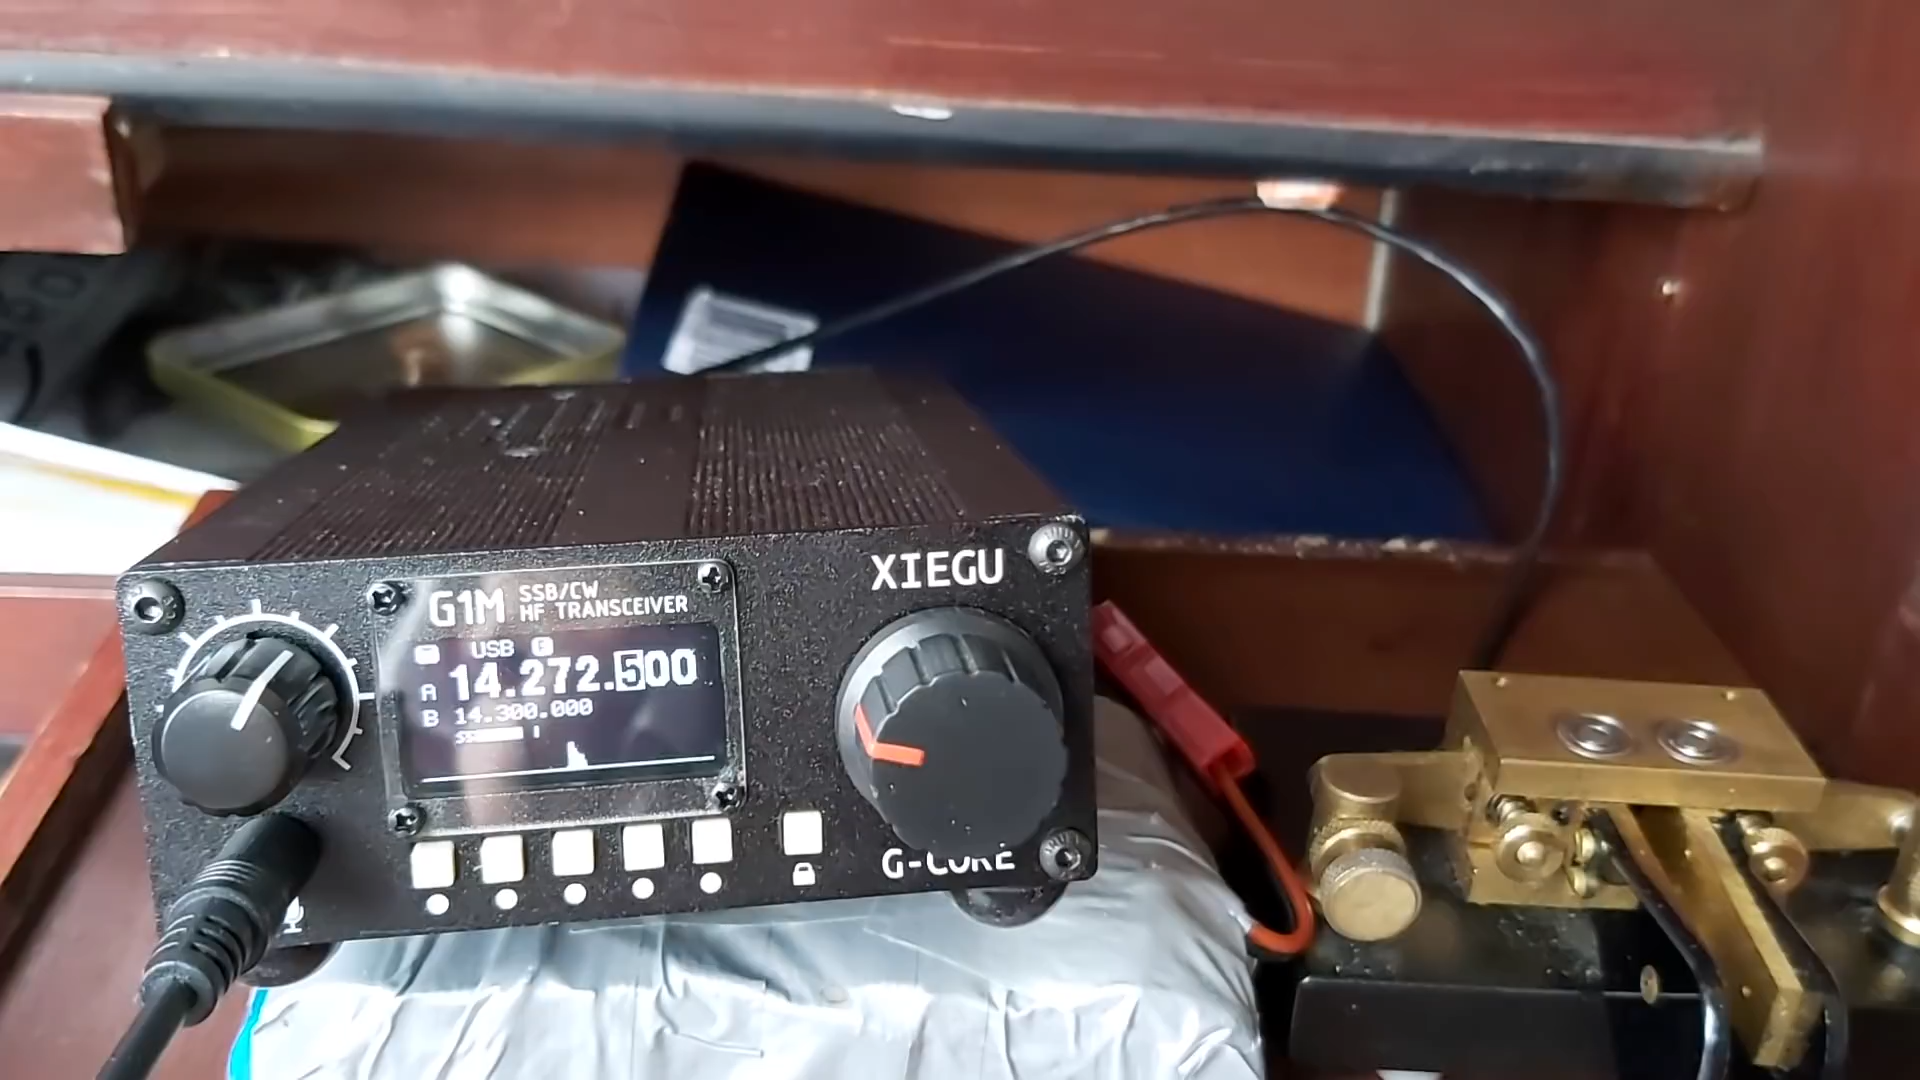 XIEGU
G1M
SSB/CW
HF TRANSCEIVER
USB
A 14.272.500
B 14.300.000
G-CORE